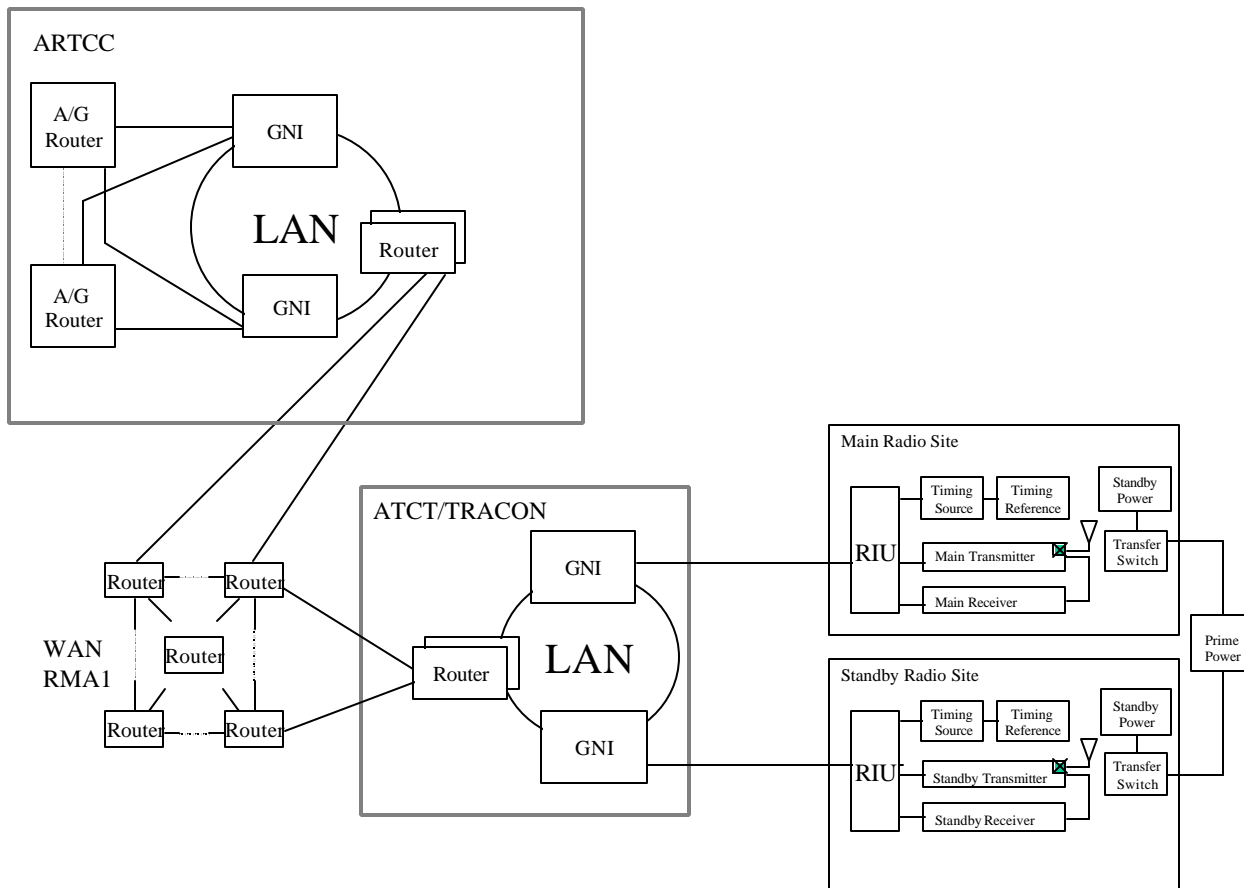 ARTCC
A/G
Router
GNI
LAN
Router
A/G
Router
GNI
Router
Router
WAN
RMA1
Router
Router
Router
ATCT/TRACON
GNI
LAN
Router
GNI
Main Radio Site
RIU
Timing
Source
Timing
Reference
Standby
Power
Main Transmitter
Transfer
Switch
Main Receiver
Prime
Power
Standby Radio Site
RIU
Timing
Source
Timing
Reference
Standby
Power
Standby Transmitter
Transfer
Switch
Standby Receiver